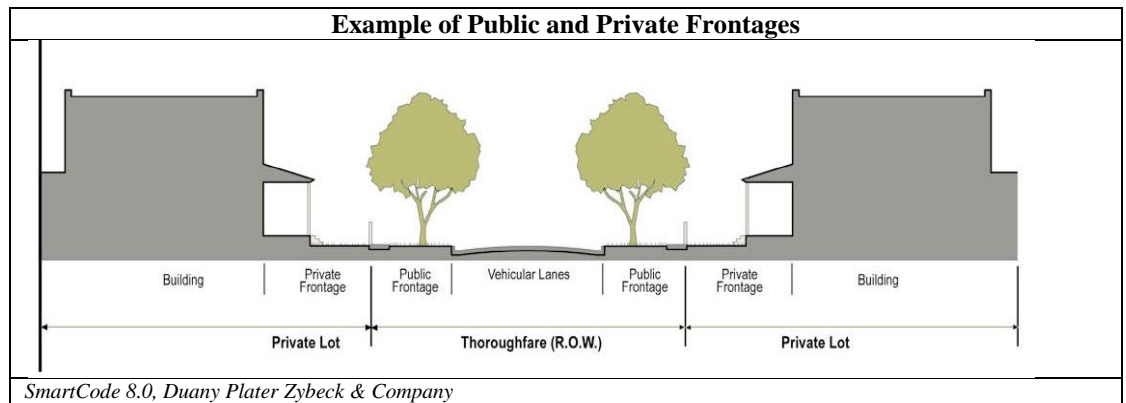 Example of Public and Private Frontages
Building
Private
Frontage
Public
Frontage
Vehicular Lanes
Public
Frontage
Private
Frontage
Building
Private Lot
Thoroughfare (R.O.W.)
Private Lot
SmartCode 8.0, Duany Plater Zybeck & Company